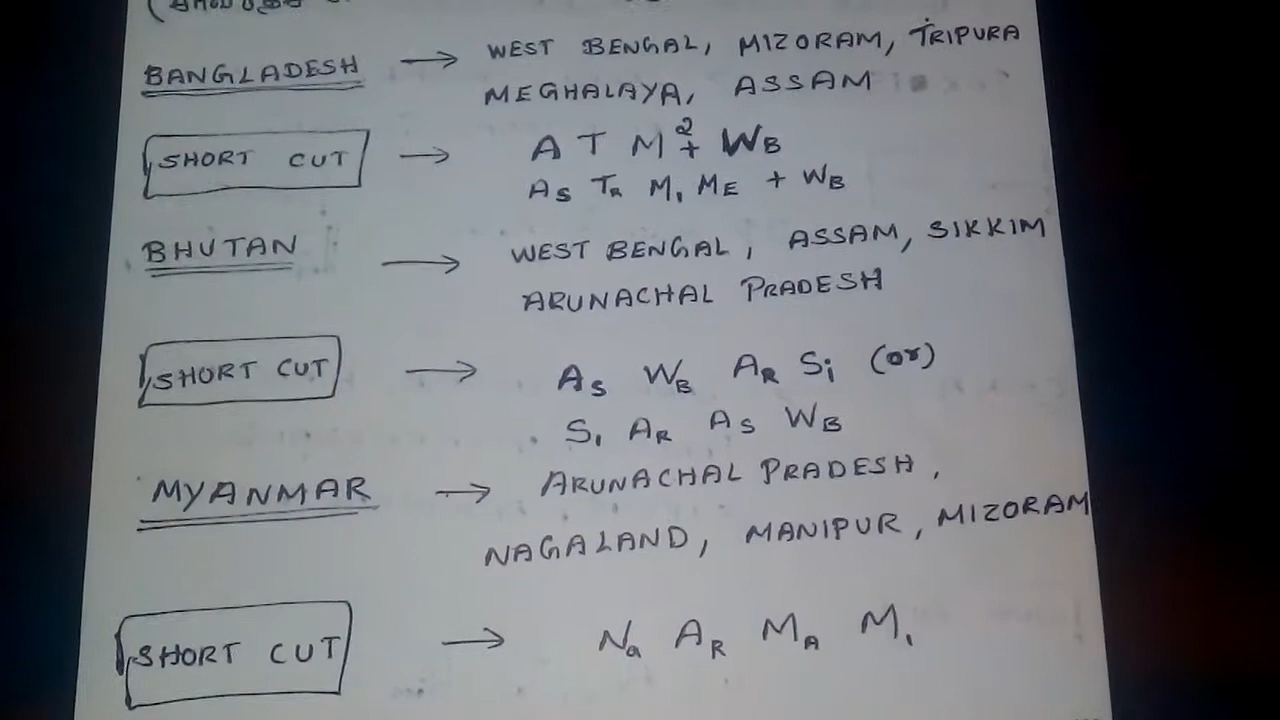 BANGLADESH → WEST BENGAL, MIZORAM, TRIPURA
MEGHALAYA, ASSAM
SHORT CUT → A T M² + WB
As TR Mi ME + WB
BHUTAN → WEST BENGAL, ASSAM, SIKKIM
ARUNACHAL PRADESH
SHORT CUT → As WB AR Si (or)
Si AR As WB
MYANMAR → ARUNACHAL PRADESH,
NAGALAND, MANIPUR, MIZORAM
SHORT CUT → Na AR MA Mi